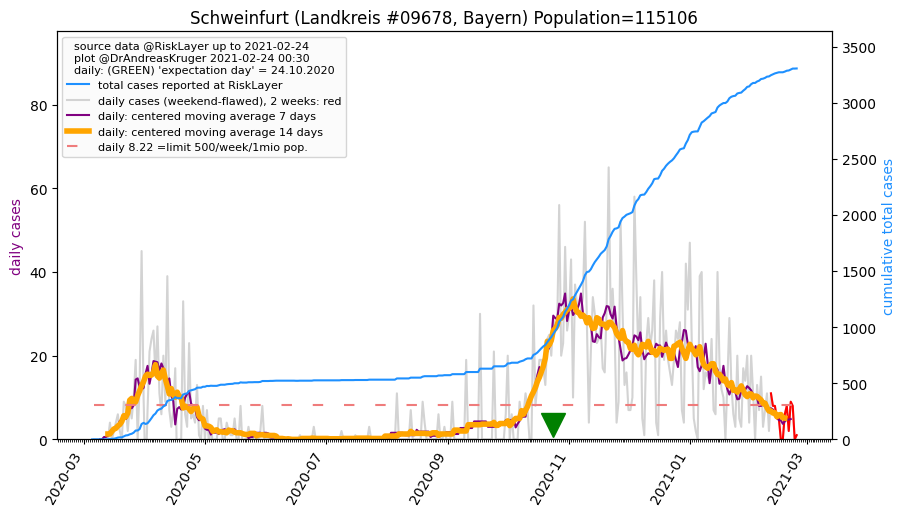 Schweinfurt (Landkreis #09678, Bayern) Population=115106
source data @RiskLayer up to 2021-02-24
plot @DrAndreasKruger 2021-02-24 00:30
daily: (GREEN) 'expectation day' = 24.10.2020
total cases reported at RiskLayer
daily cases (weekend-flawed), 2 weeks: red
daily: centered moving average 7 days
daily: centered moving average 14 days
daily 8.22 =limit 500/week/1mio pop.
daily cases
80
60
40
20
0
cumulative total cases
3500
3000
2500
2000
1500
1000
500
0
2020-03
2020-05
2020-07
2020-09
2020-11
2021-01
2021-03